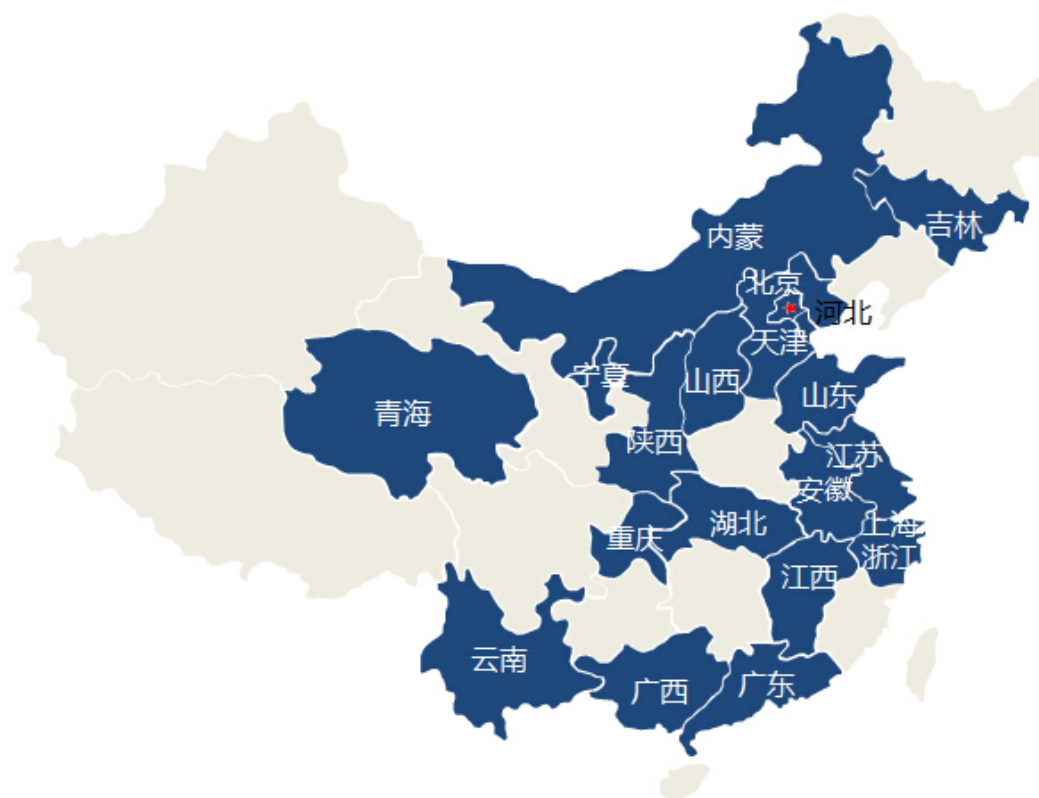 吉林
内蒙
北京
河北
天津
宁夏
山西
山东
青海
陕西
江苏
安徽
湖北
上海
重庆
浙江
江西
云南
广西
广东